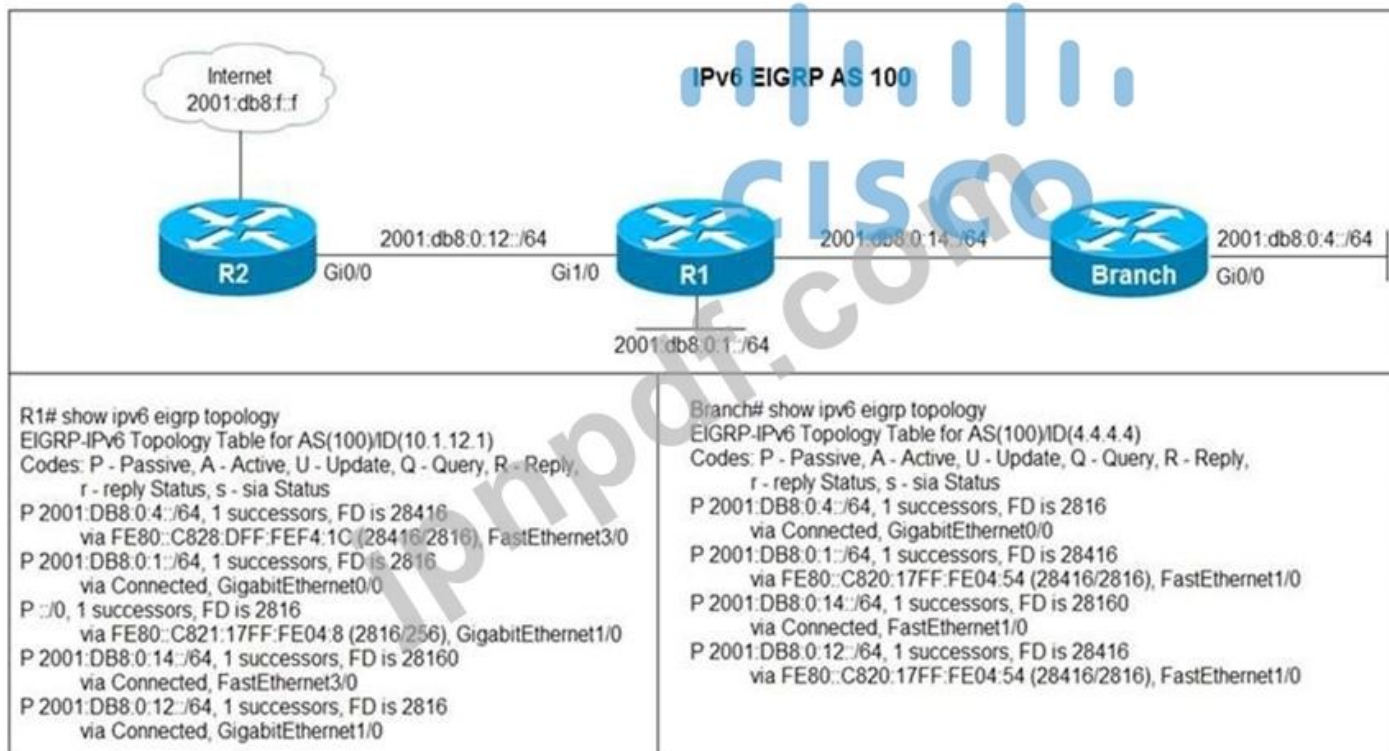 Internet
2001:db8:f::f
IPv6 EIGRP AS 100
CISCO
2001:db8:0:12::/64
2001:db8:0:14::/64
2001:db8:0:4::/64
R2
Gi0/0
Gi1/0
R1
Branch
Gi0/0
2001:db8:0:1::/64
jpnpdf.com
R1# show ipv6 eigrp topology
EIGRP-IPv6 Topology Table for AS(100)/ID(10.1.12.1)
Codes: P - Passive, A - Active, U - Update, Q - Query, R - Reply,
r - reply Status, s - sia Status
P 2001:DB8:0:4::/64, 1 successors, FD is 28416
via FE80::C828:DFF:FEF4:1C (28416/2816), FastEthernet3/0
P 2001:DB8:0:1::/64, 1 successors, FD is 2816
via Connected, GigabitEthernet0/0
P ::/0, 1 successors, FD is 2816
via FE80::C821:17FF:FE04:8 (2816/256), GigabitEthernet1/0
P 2001:DB8:0:14::/64, 1 successors, FD is 28160
via Connected, FastEthernet3/0
P 2001:DB8:0:12::/64, 1 successors, FD is 2816
via Connected, GigabitEthernet1/0
Branch# show ipv6 eigrp topology
EIGRP-IPv6 Topology Table for AS(100)/ID(4.4.4.4)
Codes: P - Passive, A - Active, U - Update, Q - Query, R - Reply,
r - reply Status, s - sia Status
P 2001:DB8:0:4::/64, 1 successors, FD is 2816
via Connected, GigabitEthernet0/0
P 2001:DB8:0:1::/64, 1 successors, FD is 28416
via FE80::C820:17FF:FE04:54 (28416/2816), FastEthernet1/0
P 2001:DB8:0:14::/64, 1 successors, FD is 28160
via Connected, FastEthernet1/0
P 2001:DB8:0:12::/64, 1 successors, FD is 28416
via FE80::C820:17FF:FE04:54 (28416/2816), FastEthernet1/0